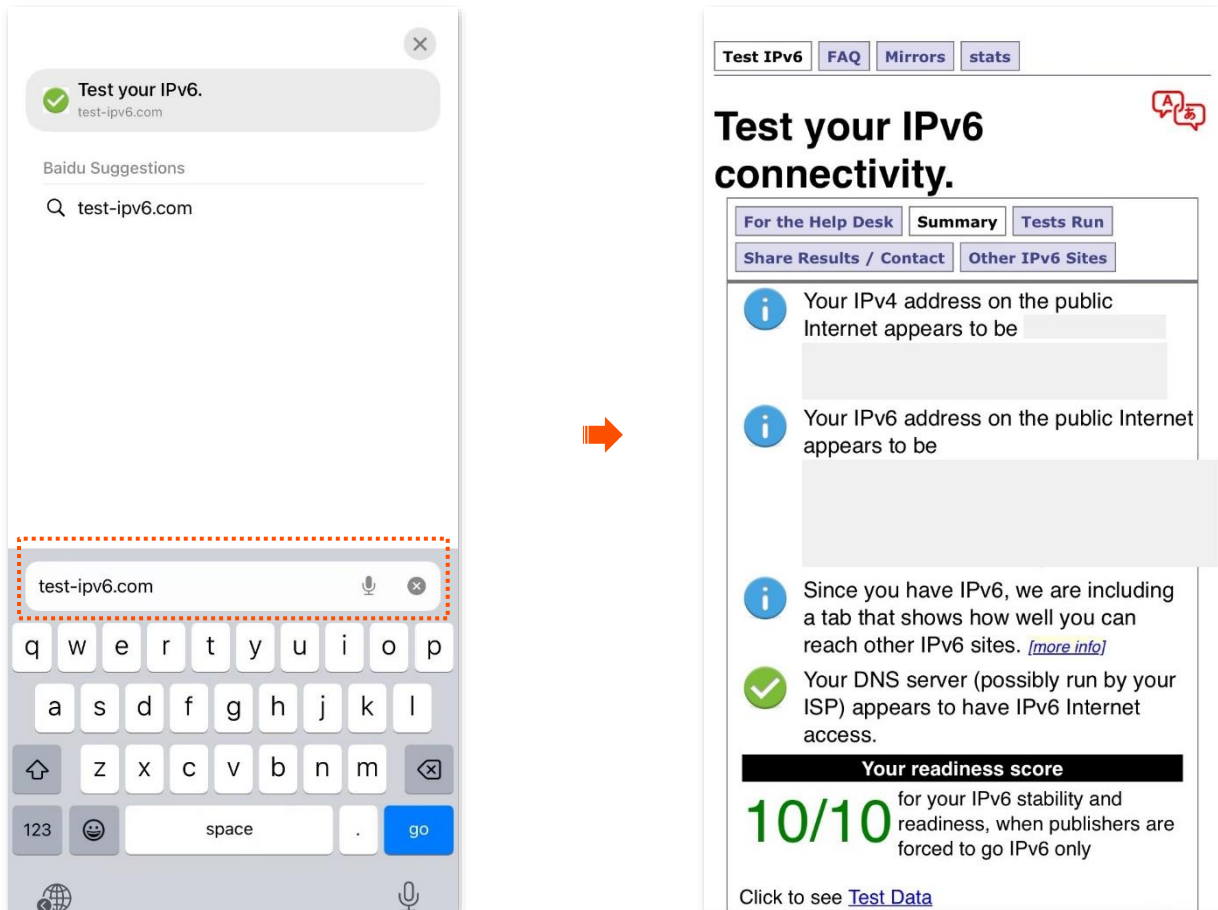 Test your IPv6.
test-ipv6.com
Baidu Suggestions
test-ipv6.com
test-ipv6.com
q w e r t y u i o p
a s d f g h j k l
z x c v b n m
123 space . go
Test IPv6 FAQ Mirrors stats
A あ
Test your IPv6
connectivity.
For the Help Desk Summary Tests Run
Share Results / Contact Other IPv6 Sites
Your IPv4 address on the public
Internet appears to be
Your IPv6 address on the public Internet
appears to be
Since you have IPv6, we are including
a tab that shows how well you can
reach other IPv6 sites. [more info]
Your DNS server (possibly run by your
ISP) appears to have IPv6 Internet
access.
Your readiness score
10/10 for your IPv6 stability and
readiness, when publishers are
forced to go IPv6 only
Click to see Test Data